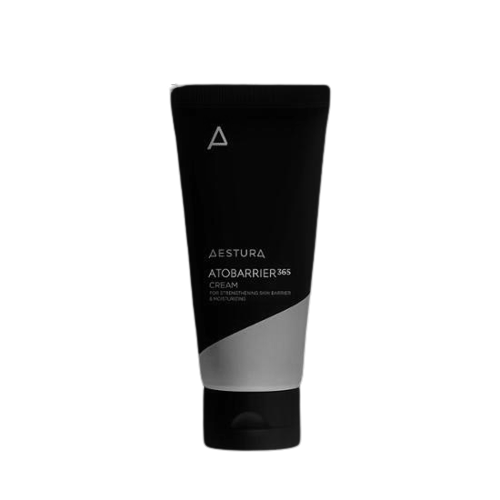 AESTURA
ATOBARRIER365
CREAM
FOR STRENGTHENING SKIN BARRIER
& MOISTURIZING